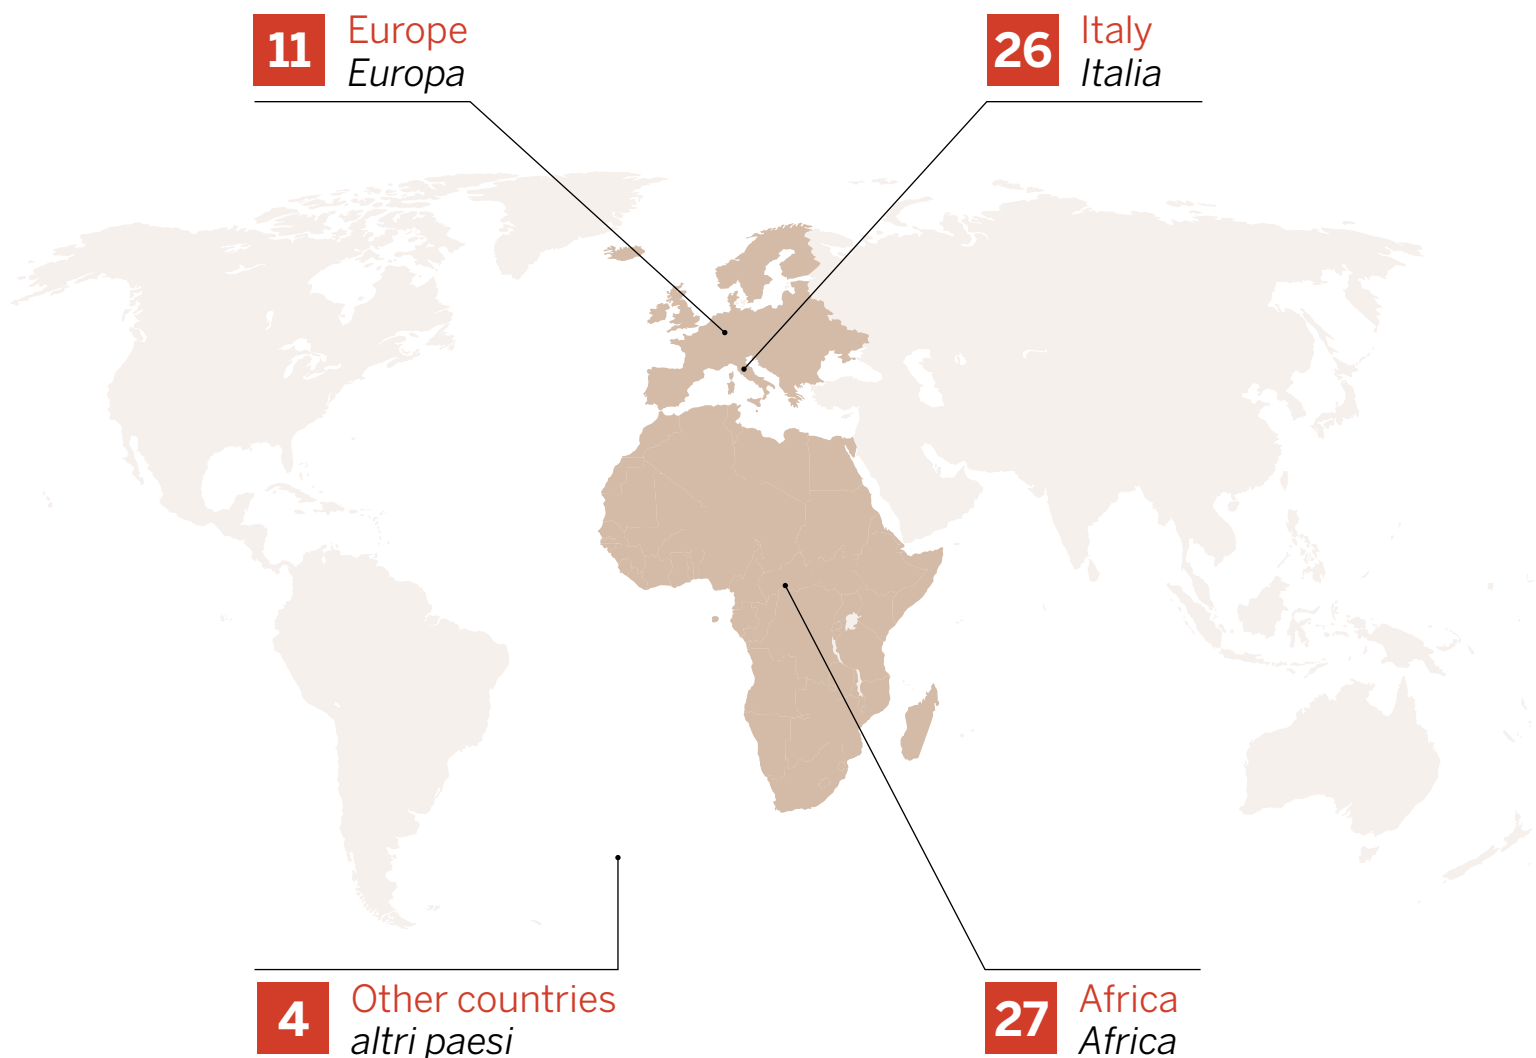 11
Europe
Europa
26
Italy
Italia
4
Other countries
altri paesi
27
Africa
Africa